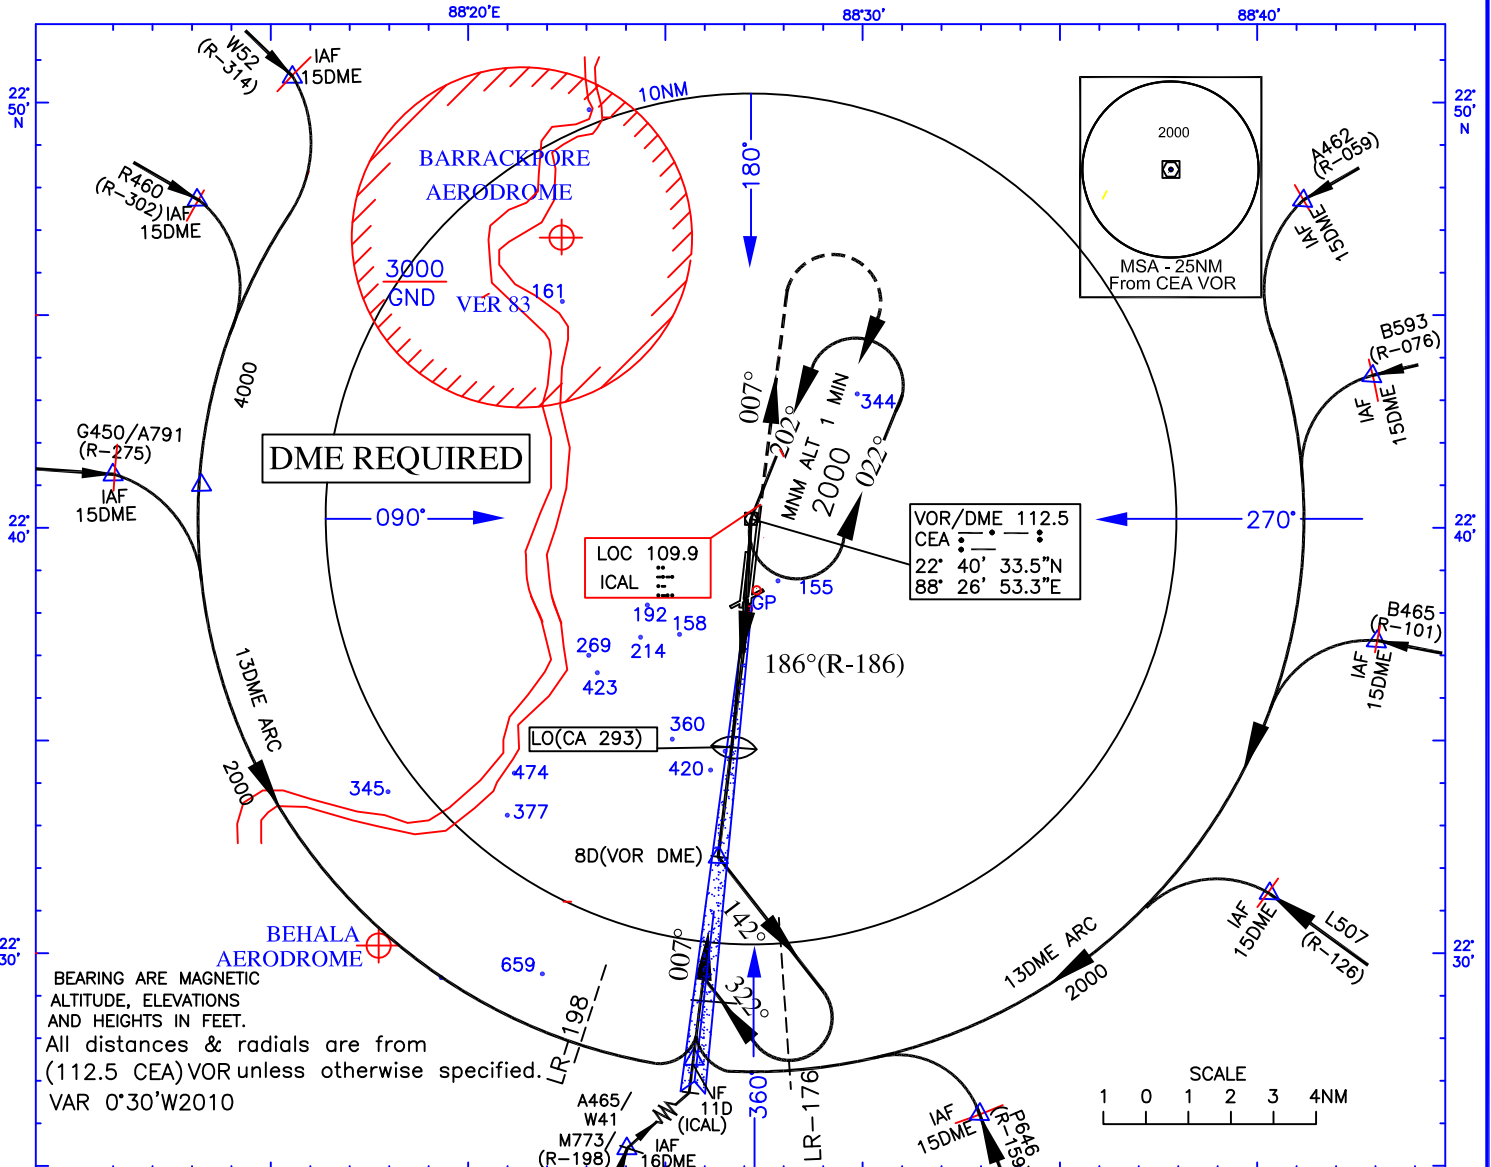 88°20'E
88°30'
88°40'
22°
50'
N
22°
50'
N
W52
(R-314)
IAF
15DME
10NM
180°
2000
MSA - 25NM
From CEA VOR
A462
(R-059)
IAF
15DME
R460
(R-302)
IAF
15DME
BARRACKPORE
AERODROME
3000
GND
VER 83
161
B593
(R-076)
IAF
15DME
4000
G450/A791
(R-275)
IAF
15DME
DME REQUIRED
007°
202°
MNM ALT 1 MIN
2000
022°
344
090°
270°
22°
40'
22°
40'
LOC 109.9
ICAL
VOR/DME 112.5
CEA
22° 40' 33.5"N
88° 26' 53.3"E
GP
155
192
158
269
214
423
186°(R-186)
B465
(R-101)
IAF
15DME
13DME ARC
2000
LO(CA 293)
360
420
474
345
377
8D(VOR DME)
142°
322°
007°
L507
(R-126)
IAF
15DME
13DME ARC
2000
BEHALA
AERODROME
659
30'
22°
22°
30'
BEARING ARE MAGNETIC
ALTITUDE, ELEVATIONS
AND HEIGHTS IN FEET.
All distances & radials are from
(112.5 CEA) VOR unless otherwise specified.
VAR 0°30'W2010
LR-198
LR-176
360°
A465/
W41
M773/
(R-198)
IAF
16DME
IF
11D
(ICAL)
IAF
15DME
P646
(R-159
SCALE
1 0 1 2 3 4NM